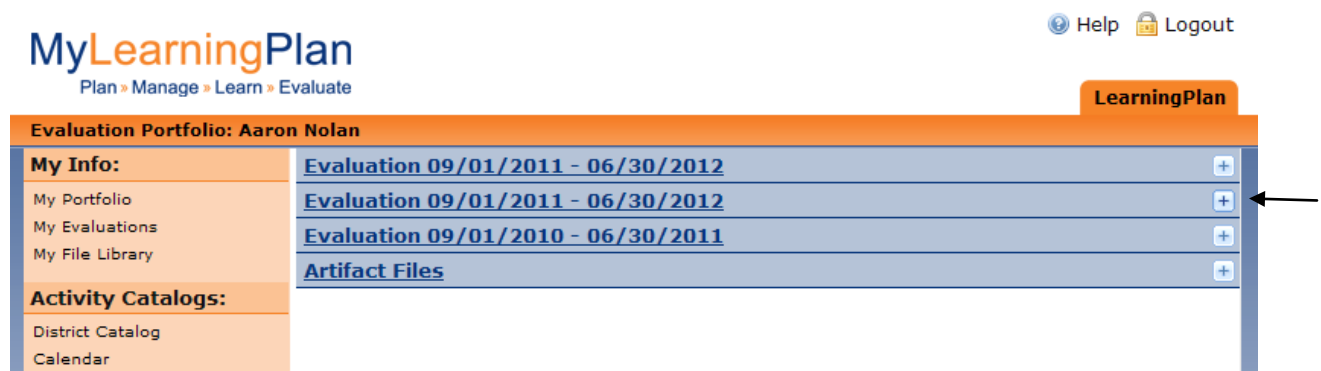 Help Logout
MyLearningPlan
Plan » Manage » Learn » Evaluate
LearningPlan
Evaluation Portfolio: Aaron Nolan
My Info:
My Portfolio
My Evaluations
My File Library
Activity Catalogs:
District Catalog
Calendar
Evaluation 09/01/2011 - 06/30/2012
Evaluation 09/01/2011 - 06/30/2012
Evaluation 09/01/2010 - 06/30/2011
Artifact Files